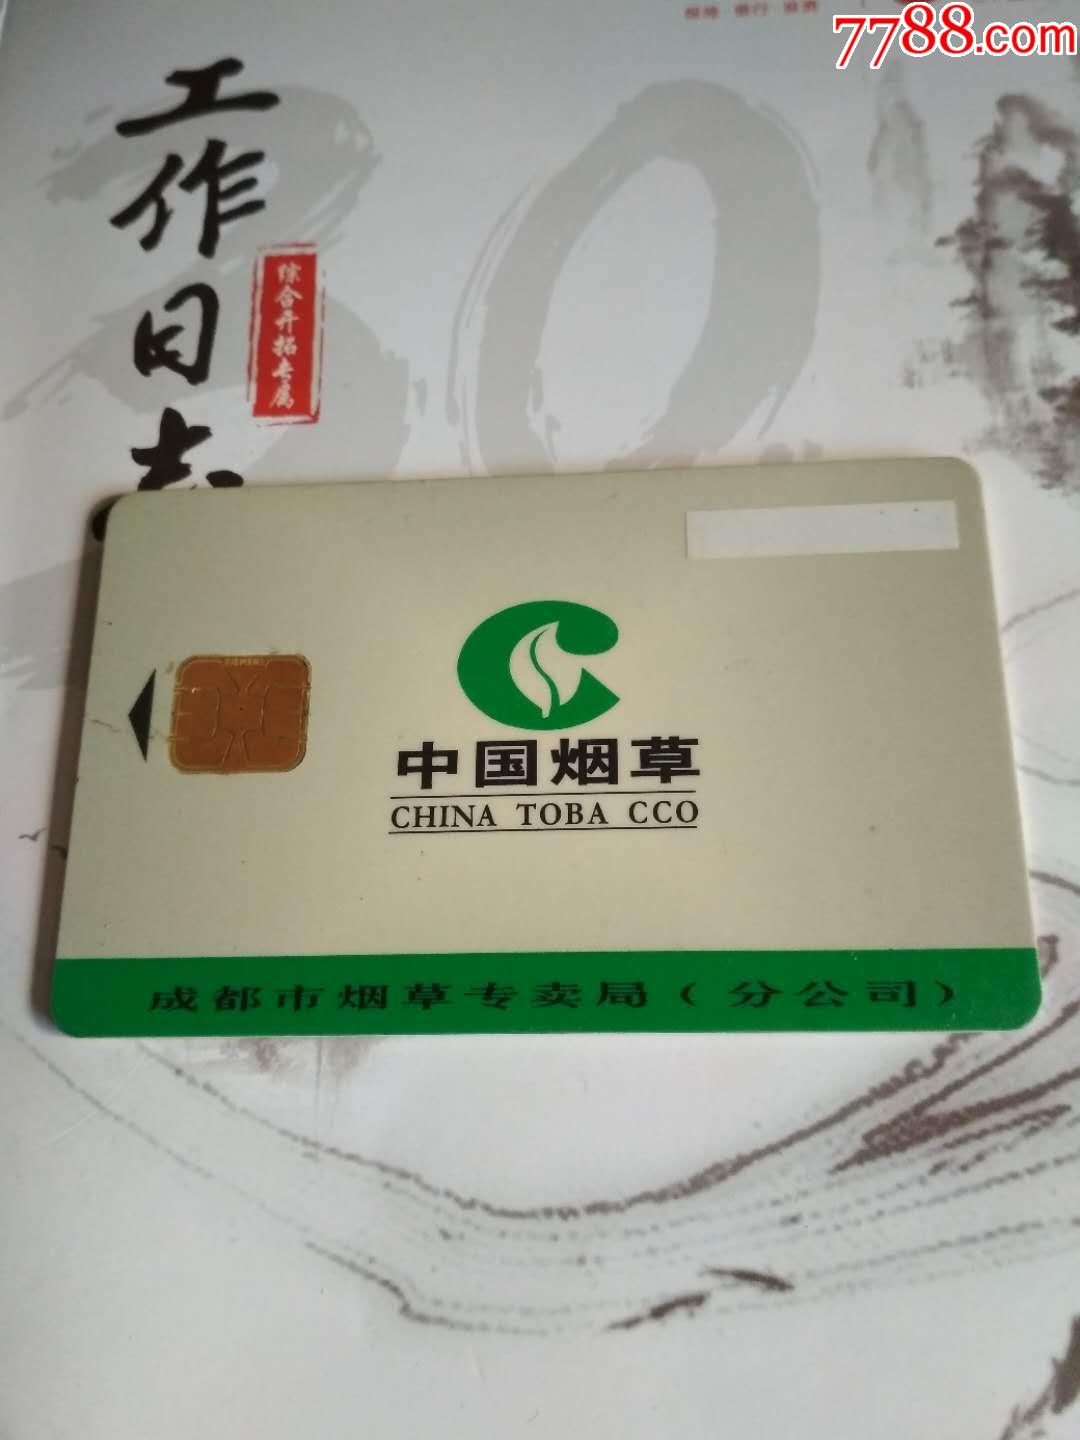 7788.com
工作日志
综合开拓专属
中国烟草
CHINA TOBA CCO
成都市烟草专卖局(分公司)